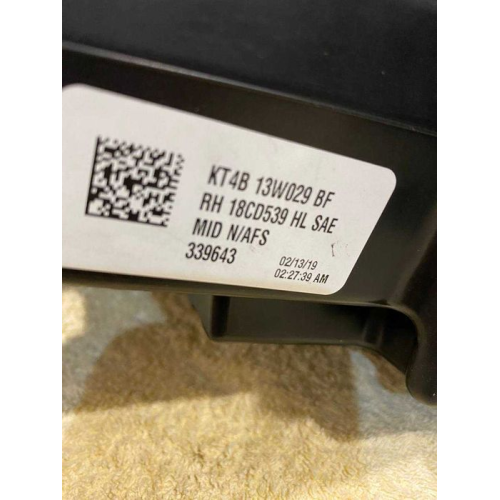 KT4B 13W029 BF
RH 18CD539 HL SAE
MID N/AFS
339643
02/13/19
02:27:39 AM